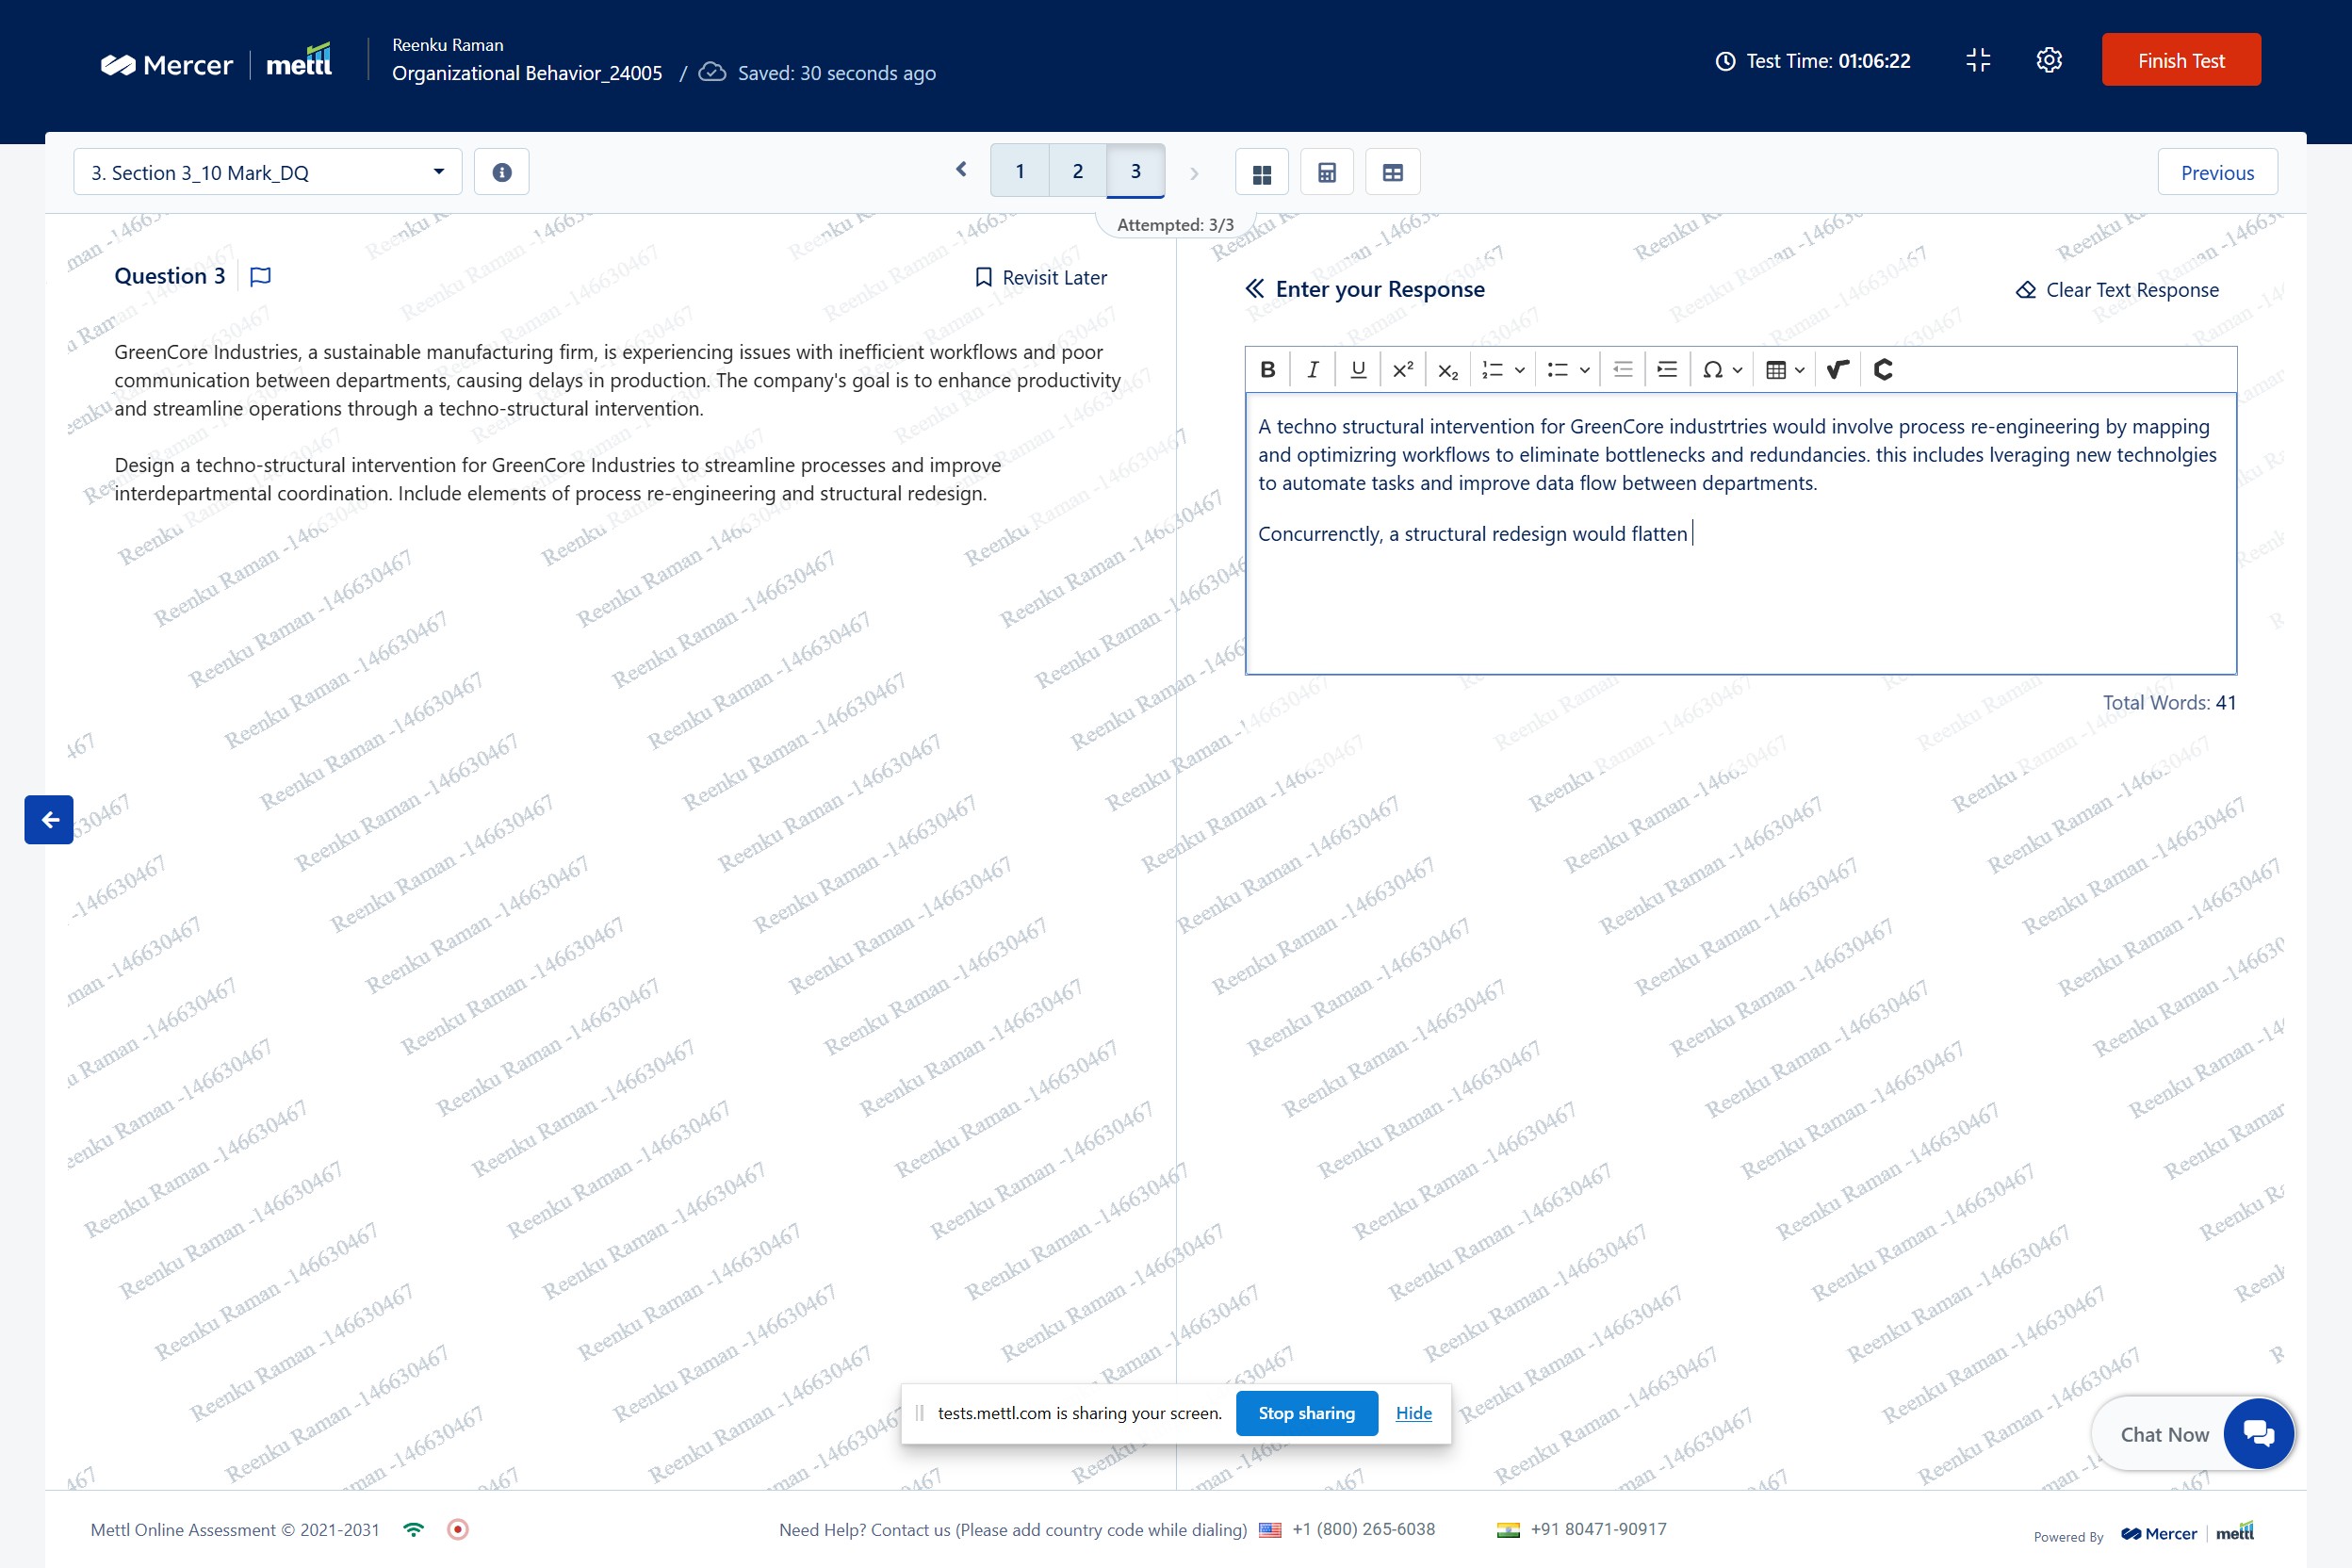 Mercer | mettl
Reenku Raman
Organizational Behavior_24005 / Saved: 30 seconds ago
Test Time: 01:06:22
Finish Test
3. Section 3_10 Mark_DQ
1 2 3
Previous
Attempted: 3/3
Question 3
Revisit Later
GreenCore Industries, a sustainable manufacturing firm, is experiencing issues with inefficient workflows and poor
communication between departments, causing delays in production. The company's goal is to enhance productivity
and streamline operations through a techno-structural intervention.
Design a techno-structural intervention for GreenCore Industries to streamline processes and improve
interdepartmental coordination. Include elements of process re-engineering and structural redesign.
Enter your Response
Clear Text Response
A techno structural intervention for GreenCore industrtries would involve process re-engineering by mapping
and optimizring workflows to eliminate bottlenecks and redundancies. this includes lveraging new technolgies
to automate tasks and improve data flow between departments.
Concurrenctly, a structural redesign would flatten
Total Words: 41
Reenku Raman -146630467
tests.mettl.com is sharing your screen.
Stop sharing
Hide
Chat Now
Mettl Online Assessment © 2021-2031
Need Help? Contact us (Please add country code while dialing) +1 (800) 265-6038 +91 80471-90917
Powered By Mercer | mettl